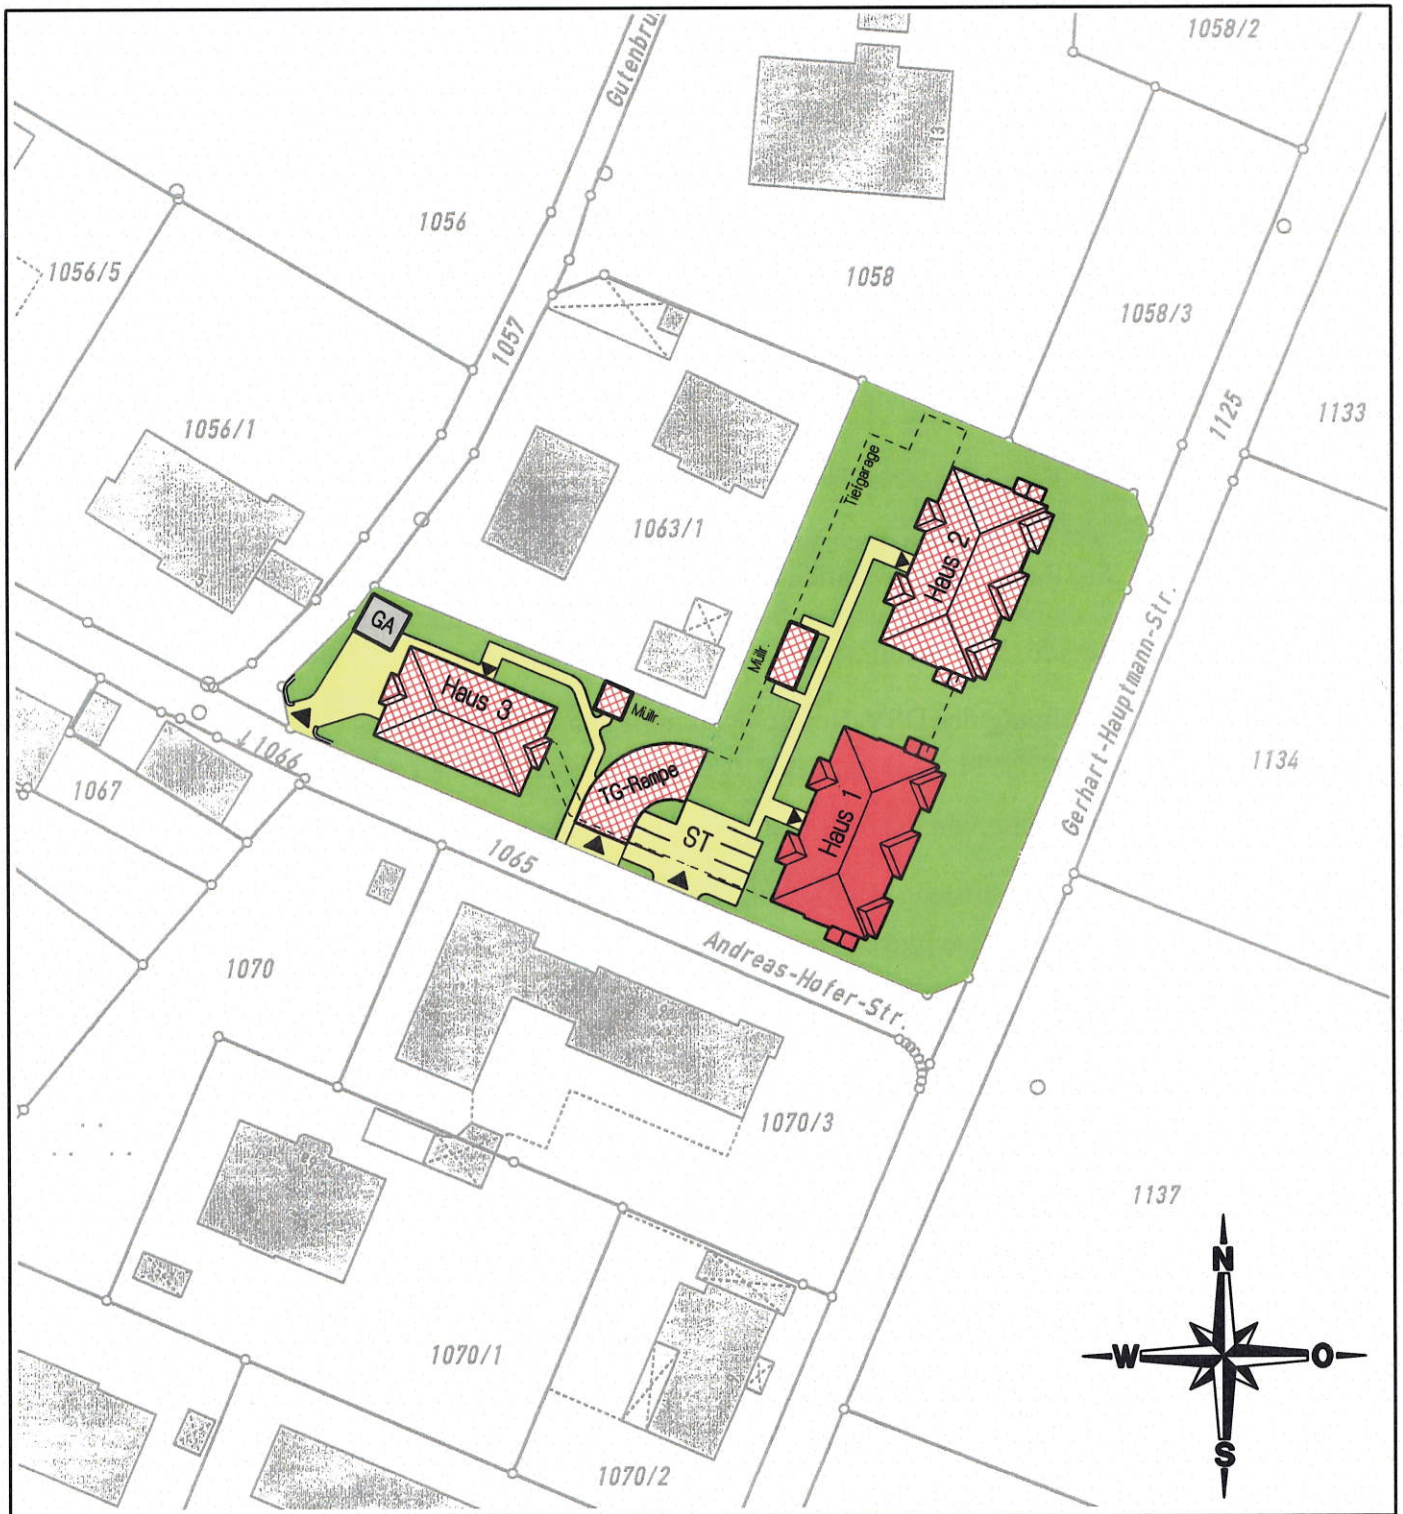 1058/2
Gutenbru
13
1056
1056/5
1058
1058/3
1057
1125
1133
1056/1
Tiefgarage
1063/1
Haus 2
5
GA
Gerhart-Hauptmann-Str.
Müllr.
Haus 3
Müllr.
↓ 1066
1134
1067
TG-Rampe
Haus 1
ST
1065
Andreas-Hofer-Str.
1070
1070/3
1137
N
W
O
S
1070/1
1070/2